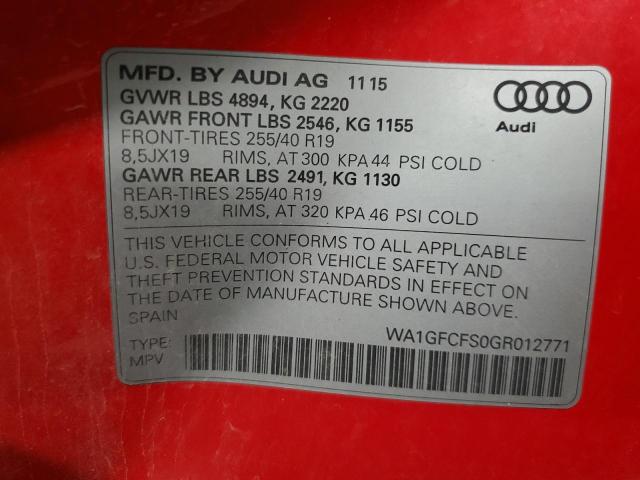 MFD. BY AUDI AG 11 15
GVWR LBS 4894, KG 2220
GAWR FRONT LBS 2546, KG 1155
FRONT-TIRES 255/40 R19
8,5JX19 RIMS, AT 300 KPA 44 PSI COLD
GAWR REAR LBS 2491, KG 1130
REAR-TIRES 255/40 R19
8,5JX19 RIMS, AT 320 KPA 46 PSI COLD
Audi
THIS VEHICLE CONFORMS TO ALL APPLICABLE
U.S. FEDERAL MOTOR VEHICLE SAFETY AND
THEFT PREVENTION STANDARDS IN EFFECT ON
THE DATE OF MANUFACTURE SHOWN ABOVE.
SPAIN
WA1GFCFS0GR012771
TYPE:
MPV